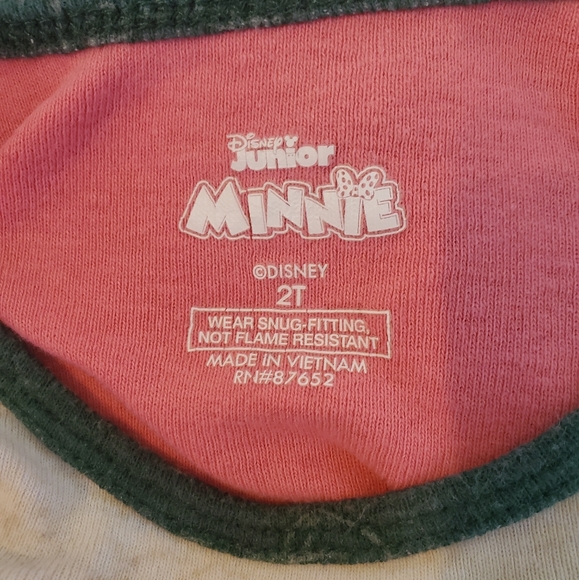 Disney
Junior
MINNIE
©DISNEY
2T
WEAR SNUG-FITTING,
NOT FLAME RESISTANT
MADE IN VIETNAM
RN#87652